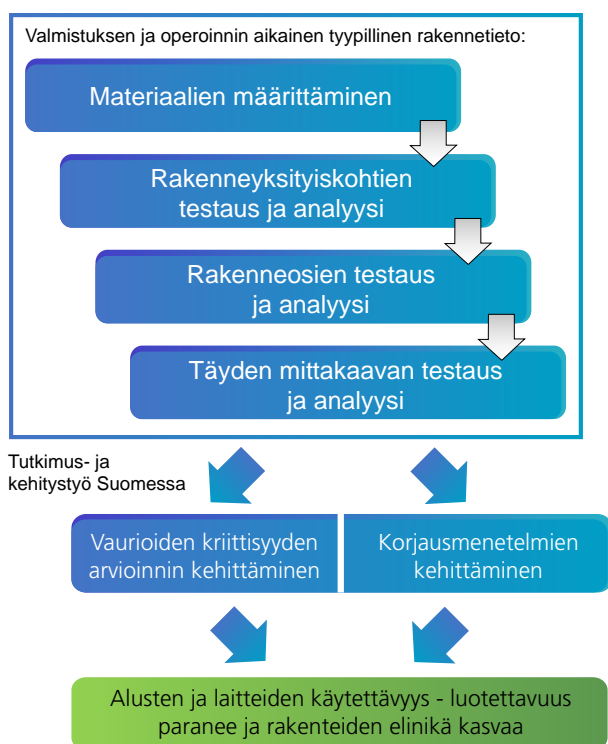 Valmistuksen ja operoinnin aikainen tyypillinen rakennetieto:
Materiaalien määrittäminen
Rakenneyksityiskohtien
testaus ja analyysi
Rakenneosien testaus
ja analyysi
Täyden mittakaavan testaus
ja analyysi
Tutkimus- ja
kehitystyö Suomessa
Vaurioiden kriittisyyden
arvioinnin kehittäminen
Korjausmenetelmien
kehittäminen
Alusten ja laitteiden käytettävyys - luotettavuus
paranee ja rakenteiden elinikä kasvaa